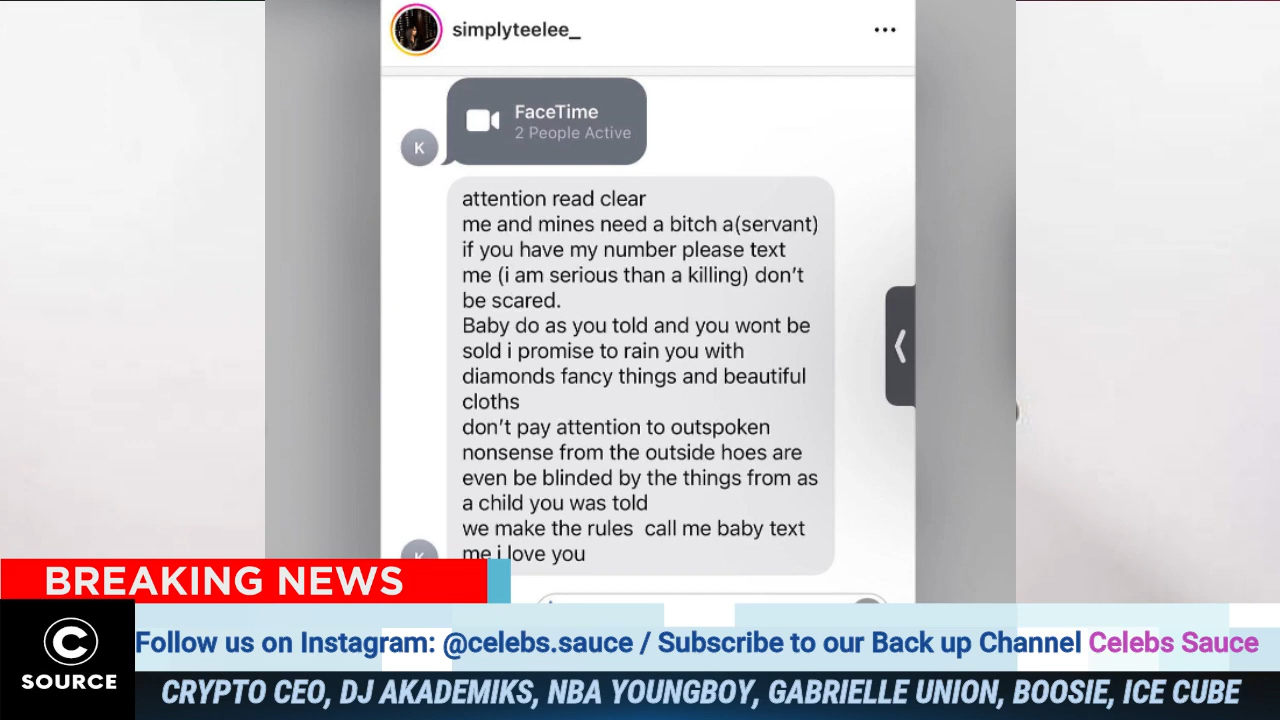 simplyteelee_
FaceTime
2 People Active
K
attention read clear
me and mines need a bitch a(servant)
if you have my number please text
me (i am serious than a killing) don't
be scared.
Baby do as you told and you wont be
sold i promise to rain you with
diamonds fancy things and beautiful
cloths
don't pay attention to outspoken
nonsense from the outside hoes are
even be blinded by the things from as
a child you was told
we make the rules  call me baby text
me i love you
K
BREAKING NEWS
C
SOURCE
Follow us on Instagram: @celebs.sauce / Subscribe to our Back up Channel Celebs Sauce
CRYPTO CEO, DJ AKADEMIKS, NBA YOUNGBOY, GABRIELLE UNION, BOOSIE, ICE CUBE